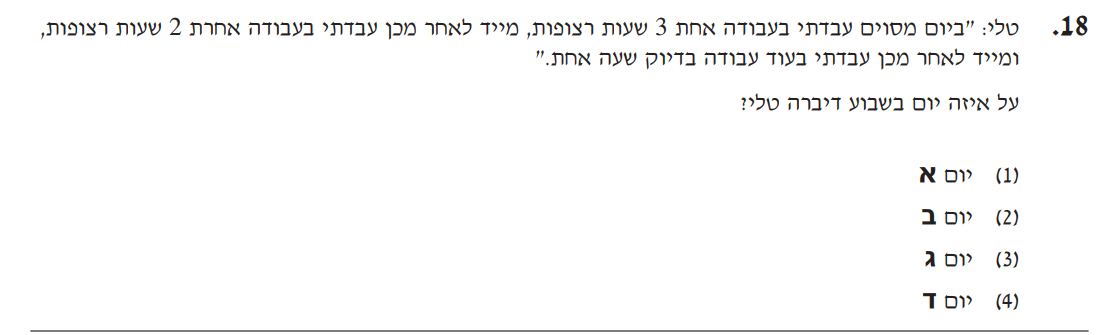 18. טלי: "ביום מסוים עבדתי בעבודה אחת 3 שעות רצופות, מייד לאחר מכן עבדתי בעבודה אחרת 2 שעות רצופות,
ומייד לאחר מכן עבדתי בעוד עבודה בדיוק שעה אחת."
על איזה יום בשבוע דיברה טלי?
(1) יום א
(2) יום ב
(3) יום ג
(4) יום ד